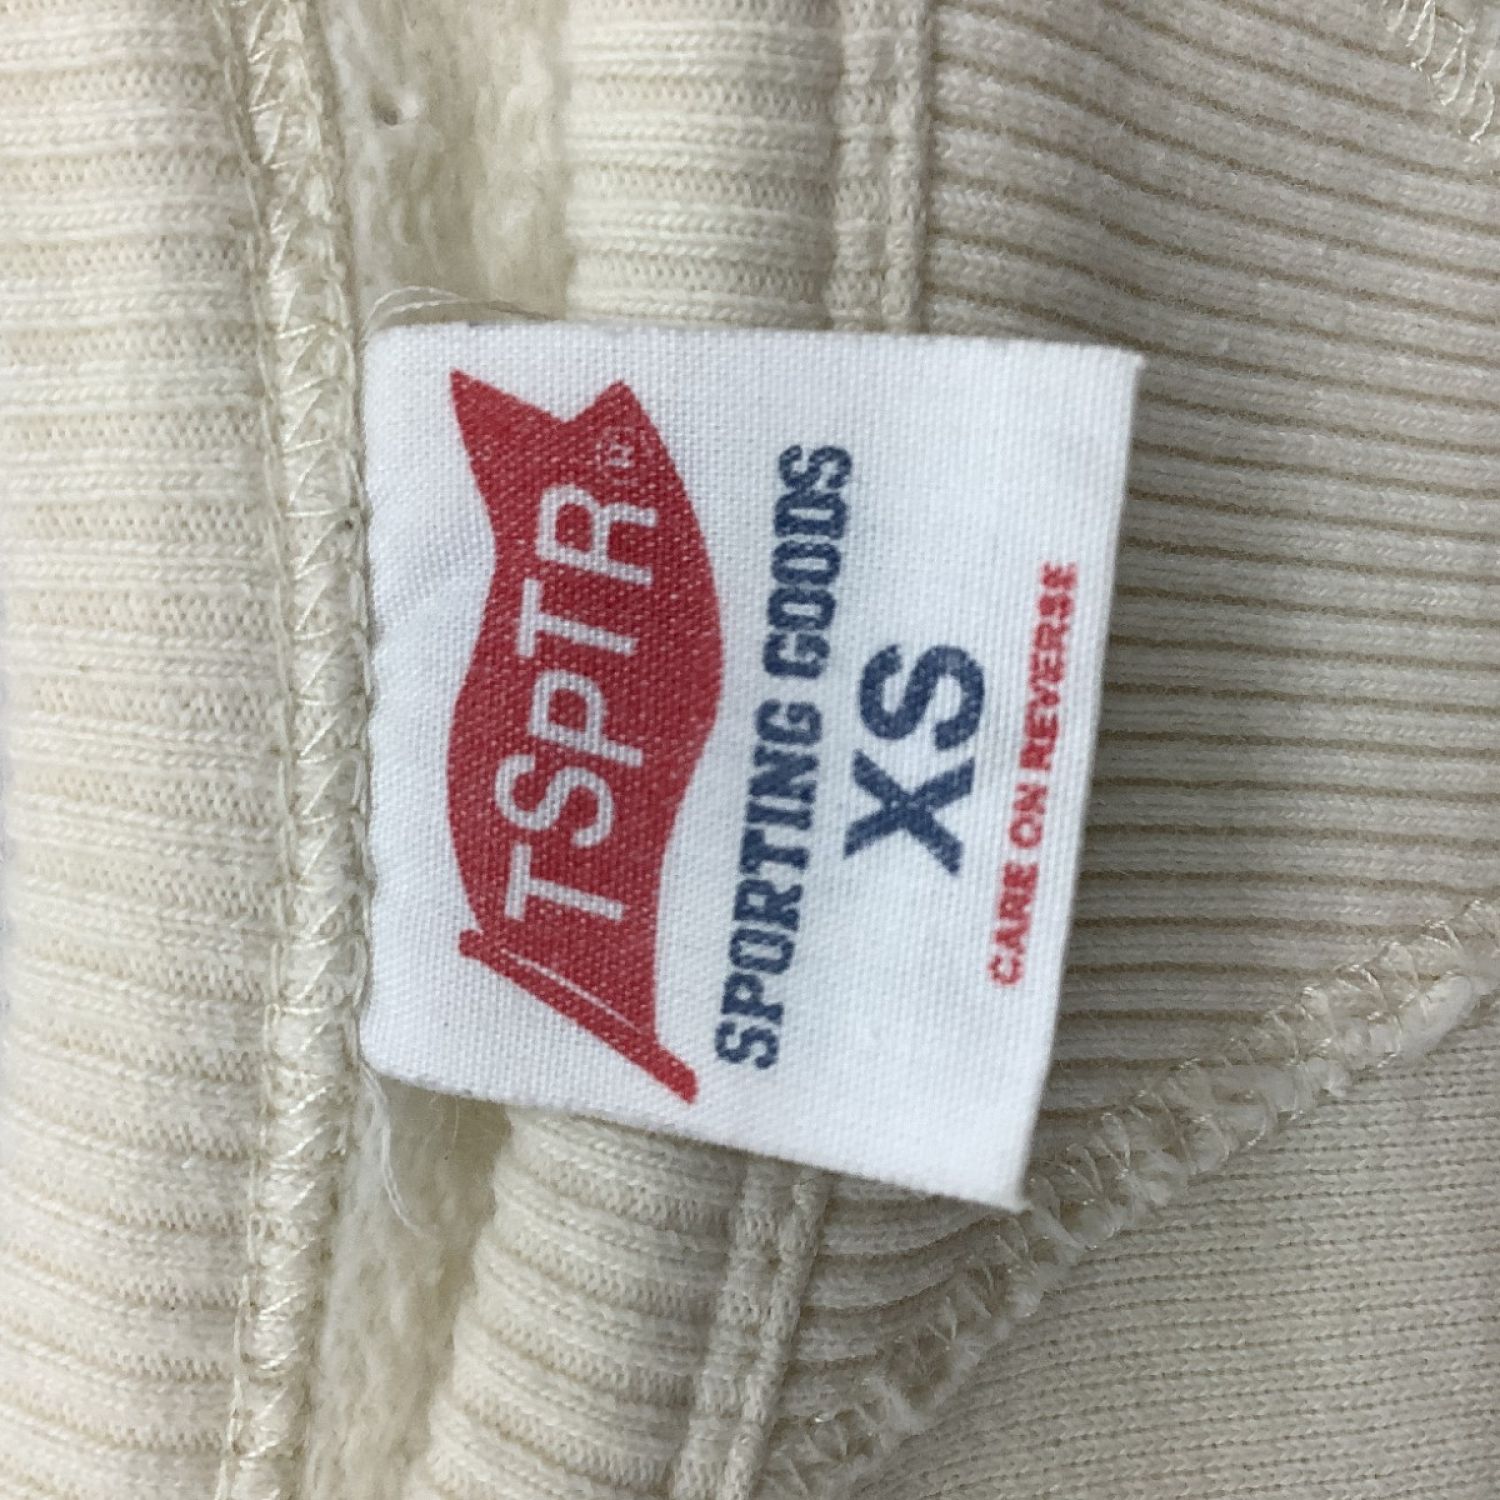 TSPTR®
SPORTING GOODS
XS
CARE ON REVERSE